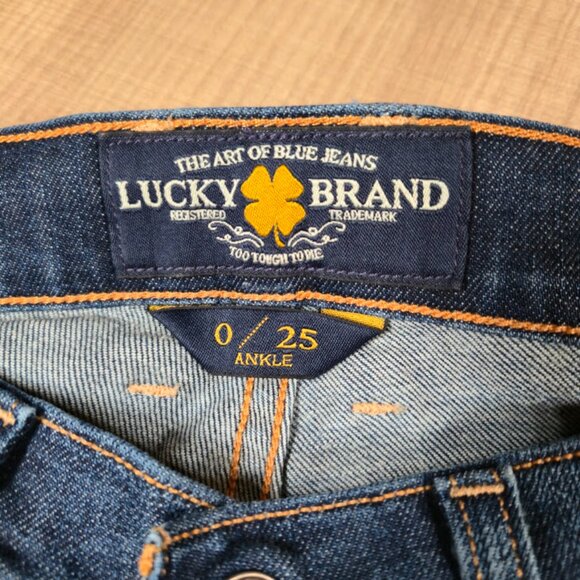 THE ART OF BLUE JEANS
LUCKY BRAND
REGISTERED TRADEMARK
TOO TOUGH TO DIE
0 / 25
ANKLE